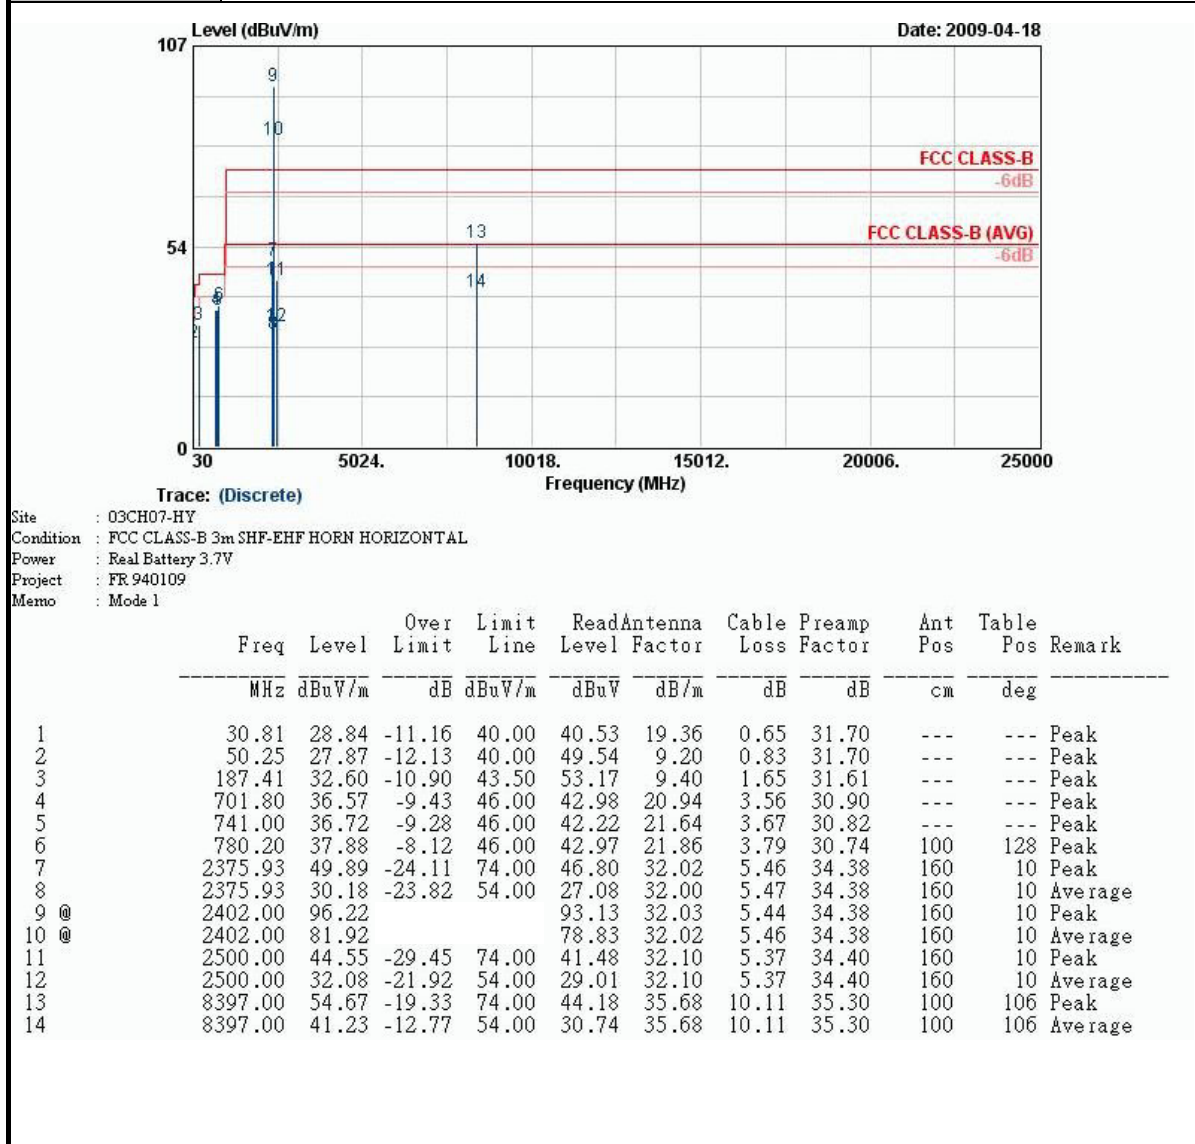 Level (dBuV/m) Date: 2009-04-18
107
9
10
FCC CLASS-B
-6dB
13
54 7 FCC CLASS-B (AVG)
-6dB
11 14
6
3 12
2
0
30 5024. 10018. 15012. 20006. 25000
Trace: (Discrete) Frequency (MHz)
Site : 03CH07-HY
Condition : FCC CLASS-B 3m SHF-EHF HORN HORIZONTAL
Power : Real Battery 3.7V
Project : FR 940109
Memo : Mode 1
Over Limit ReadAntenna Cable Preamp Ant Table
Freq Level Limit Line Level Factor Loss Factor Pos Pos Remark
MHz dBuV/m dB dBuV/m dBuV dB/m dB dB cm deg
1 30.81 28.84 -11.16 40.00 40.53 19.36 0.65 31.70 --- --- Peak
2 50.25 27.87 -12.13 40.00 49.54 9.20 0.83 31.70 --- --- Peak
3 187.41 32.60 -10.90 43.50 53.17 9.40 1.65 31.61 --- --- Peak
4 701.80 36.57 -9.43 46.00 42.98 20.94 3.56 30.90 --- --- Peak
5 741.00 36.72 -9.28 46.00 42.22 21.64 3.67 30.82 --- --- Peak
6 780.20 37.88 -8.12 46.00 42.97 21.86 3.79 30.74 100 128 Peak
7 2375.93 49.89 -24.11 74.00 46.80 32.02 5.46 34.38 160 10 Peak
8 2375.93 30.18 -23.82 54.00 27.08 32.00 5.47 34.38 160 10 Average
9 @ 2402.00 96.22 93.13 32.03 5.44 34.38 160 10 Peak
10 @ 2402.00 81.92 78.83 32.02 5.46 34.38 160 10 Average
11 2500.00 44.55 -29.45 74.00 41.48 32.10 5.37 34.40 160 10 Peak
12 2500.00 32.08 -21.92 54.00 29.01 32.10 5.37 34.40 160 10 Average
13 8397.00 54.67 -19.33 74.00 44.18 35.68 10.11 35.30 100 106 Peak
14 8397.00 41.23 -12.77 54.00 30.74 35.68 10.11 35.30 100 106 Average